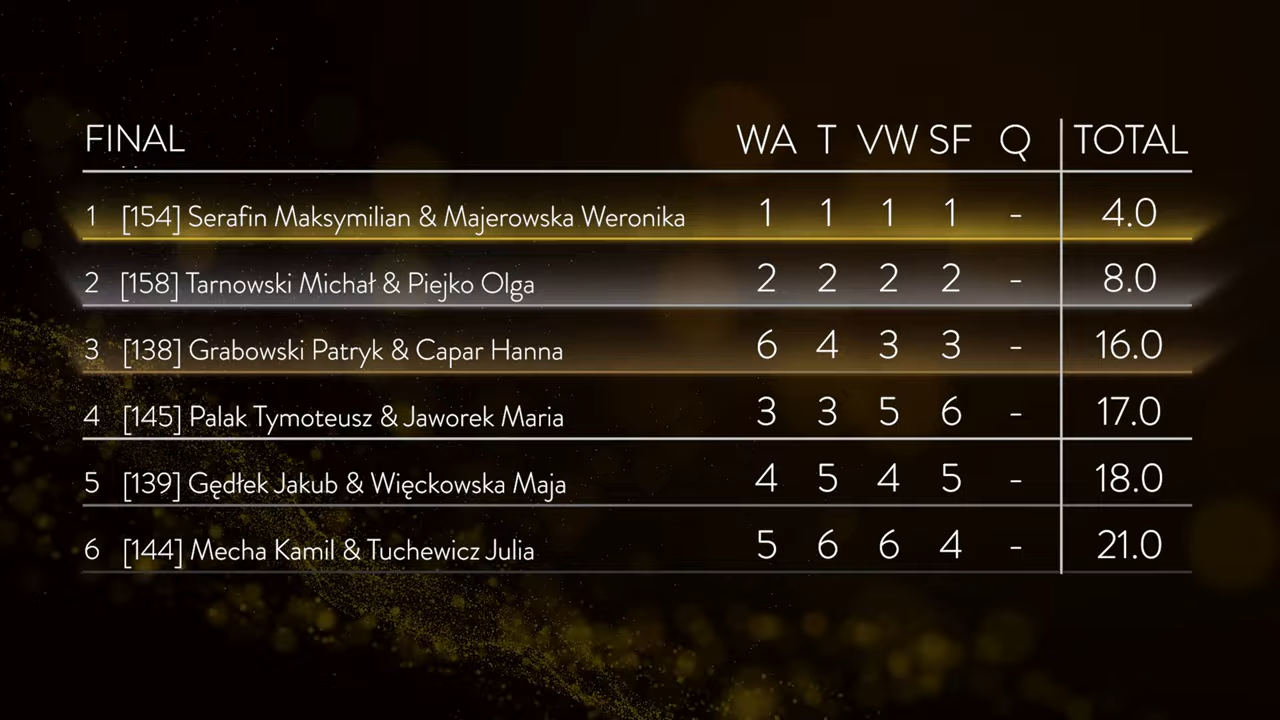 FINAL WA T VW SF Q TOTAL
1 [154] Serafin Maksymilian & Majerowska Weronika 1 1 1 1 - 4.0
2 [158] Tarnowski Michał & Piejko Olga 2 2 2 2 - 8.0
3 [138] Grabowski Patryk & Capar Hanna 6 4 3 3 - 16.0
4 [145] Palak Tymoteusz & Jaworek Maria 3 3 5 6 - 17.0
5 [139] Gędłek Jakub & Więckowska Maja 4 5 4 5 - 18.0
6 [144] Mecha Kamil & Tuchewicz Julia 5 6 6 4 - 21.0